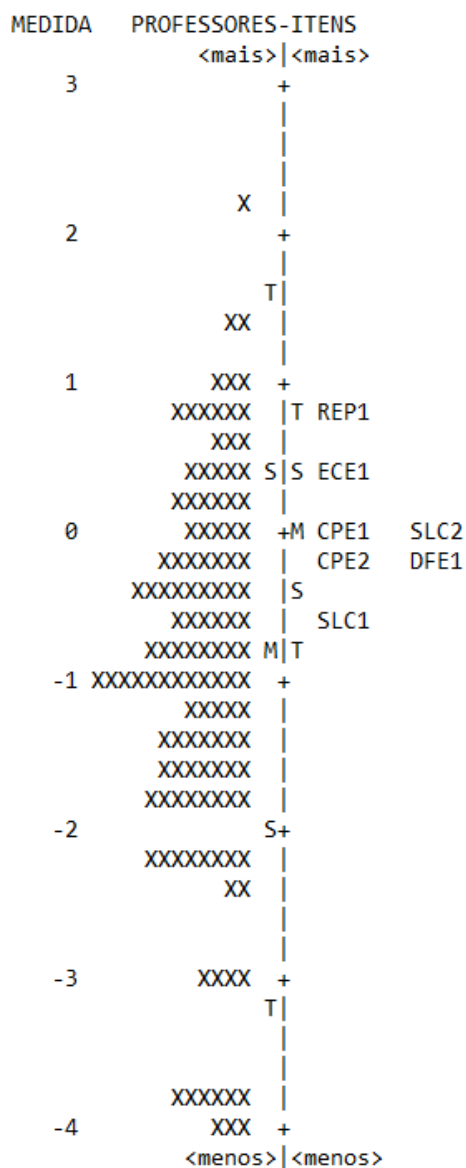 MEDIDA   PROFESSORES-ITENS
              <mais>|<mais>
    3               +
                    |
                    |
                    |
                 X  |
    2               +
                    |
                   T|
                XX  |
                    |
    1          XXX  +
            XXXXXX  |T REP1
               XXX  |
             XXXXX S|S ECE1
            XXXXXX  |
    0        XXXXX  +M CPE1   SLC2
           XXXXXXX  |  CPE2   DFE1
         XXXXXXXXX  |S
            XXXXXX  |  SLC1
          XXXXXXXX M|T
   -1 XXXXXXXXXXXX  +
             XXXXX  |
           XXXXXXX  |
           XXXXXXX  |
          XXXXXXXX  |
   -2              S+
          XXXXXXXX  |
                XX  |
                    |
                    |
   -3         XXXX  +
                   T|
                    |
                    |
            XXXXXX  |
   -4          XXX  +
             <menos>|<menos>